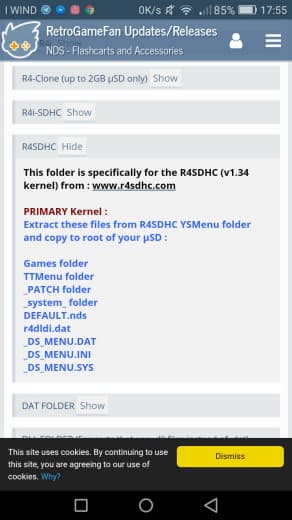 I WIND 0K/s 85% 17:55
RetroGameFan Updates/Releases
NDS - Flashcarts and Accessories
R4-Clone (up to 2GB µSD only) Show
R4i-SDHC Show
R4SDHC Hide
This folder is specifically for the R4SDHC (v1.34
kernel) from : www.r4sdhc.com
PRIMARY Kernel :
Extract these files from R4SDHC YSMenu folder
and copy to root of your µSD :
Games folder
TTMenu folder
_PATCH folder
_system_ folder
DEFAULT.nds
r4dldi.dat
_DS_MENU.DAT
_DS_MENU.INI
_DS_MENU.SYS
DAT FOLDER Show
This site uses cookies. By continuing to use
this site, you are agreeing to our use of
cookies. Why?
Dismiss